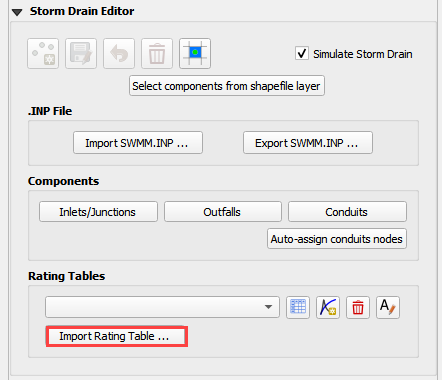 Storm Drain Editor
Simulate Storm Drain
Select components from shapefile layer
.INP File
Import SWMM.INP ...
Export SWMM.INP ...
Components
Inlets/Junctions
Outfalls
Conduits
Auto-assign conduits nodes
Rating Tables
A
Import Rating Table ...